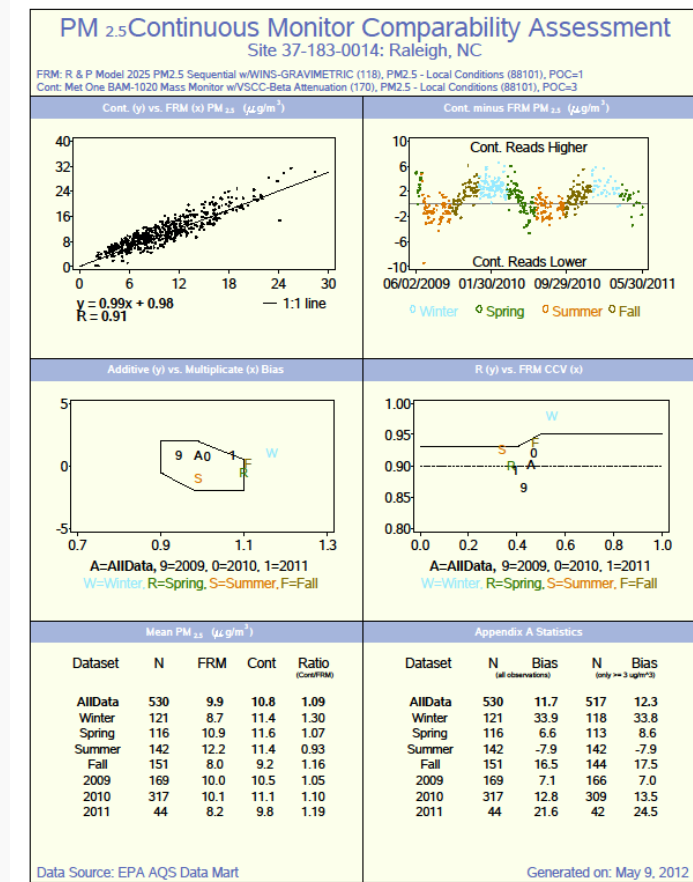 PM 2.5 Continuous Monitor Comparability Assessment
Site 37-183-0014: Raleigh, NC
FRM: R & P Model 2025 PM2.5 Sequential w/WINS-GRAVIMETRIC (118), PM2.5 - Local Conditions (88101), POC=1
Cont: Met One BAM-1020 Mass Monitor w/VSCC-Beta Attenuation (170), PM2.5 - Local Conditions (88101), POC=3
Cont. (y) vs. FRM (x) PM 2.5 (μg/m³)
40
32
24
16
8
0
0 6 12 18 24 30
y = 0.99x + 0.98
R = 0.91
— 1:1 line
Cont. minus FRM PM 2.5 (μg/m³)
Cont. Reads Higher
10
6
2
-2
-6
-10
Cont. Reads Lower
06/02/2009 01/30/2010 09/29/2010 05/30/2011
Winter Spring Summer Fall
Additive (y) vs. Multiplicate (x) Bias
5
0
-5
9 A 0 1 F W
S R
0.7 0.9 1.1 1.3
A=AllData, 9=2009, 0=2010, 1=2011
W=Winter, R=Spring, S=Summer, F=Fall
R (y) vs. FRM CCV (x)
1.00
0.95
0.90
0.85
0.80
W
S F 0
R 1 A
9
0.0 0.2 0.4 0.6 0.8 1.0
A=AllData, 9=2009, 0=2010, 1=2011
W=Winter, R=Spring, S=Summer, F=Fall
Mean PM 2.5 (μg/m³)
Dataset N FRM Cont Ratio
(Cont/FRM)
AllData 530 9.9 10.8 1.09
Winter 121 8.7 11.4 1.30
Spring 116 10.9 11.6 1.07
Summer 142 12.2 11.4 0.93
Fall 151 8.0 9.2 1.16
2009 169 10.0 10.5 1.05
2010 317 10.1 11.1 1.10
2011 44 8.2 9.8 1.19
Appendix A Statistics
Dataset N Bias N Bias
(all observations) (only >= 3 ug/m^3)
AllData 530 11.7 517 12.3
Winter 121 33.9 118 33.8
Spring 116 6.6 113 8.6
Summer 142 -7.9 142 -7.9
Fall 151 16.5 144 17.5
2009 169 7.1 166 7.0
2010 317 12.8 309 13.5
2011 44 21.6 42 24.5
Data Source: EPA AQS Data Mart
Generated on: May 9, 2012